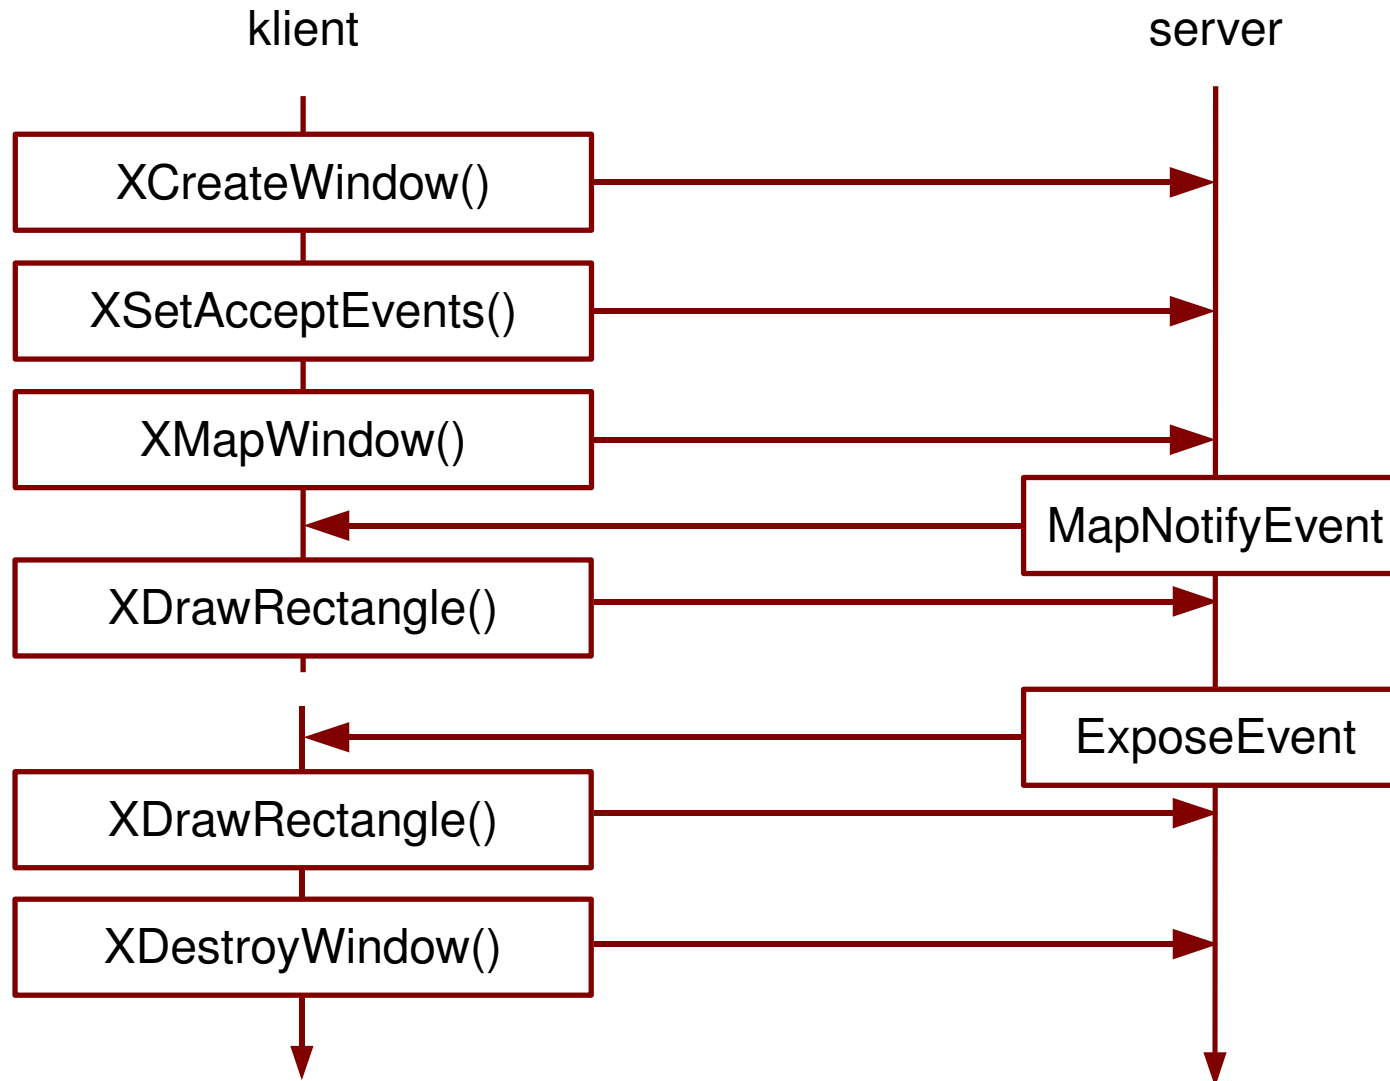 klient
server
XCreateWindow()
XSetAcceptEvents()
XMapWindow()
MapNotifyEvent
XDrawRectangle()
ExposeEvent
XDrawRectangle()
XDestroyWindow()